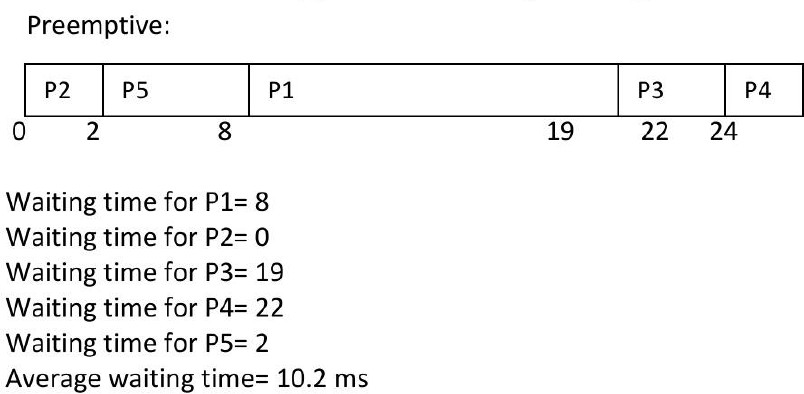 Preemptive:
P2 P5 P1 P3 P4
0 2 8 19 22 24
Waiting time for P1= 8
Waiting time for P2= 0
Waiting time for P3= 19
Waiting time for P4= 22
Waiting time for P5= 2
Average waiting time= 10.2 ms